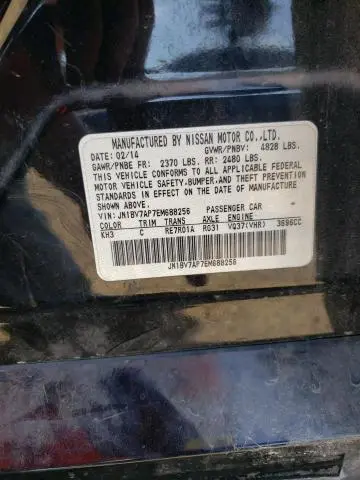 MANUFACTURED BY NISSAN MOTOR CO.,LTD.
DATE: 02/14 GVWR/PNBV: 4828 LBS.
GAWR/PNBE FR: 2370 LBS. RR: 2480 LBS.
THIS VEHICLE CONFORMS TO ALL APPLICABLE FEDERAL
MOTOR VEHICLE SAFETY,BUMPER,AND THEFT PREVENTION
STANDARDS IN EFFECT ON THE DATE OF MANUFACTURE
SHOWN ABOVE.
VIN: JN1BV7AP7EM688256 PASSENGER CAR
COLOR TRIM TRANS AXLE ENGINE
KH3 C RE7R01A RG31 VQ37(VHR) 3696CC
JN1BV7AP7EM688256